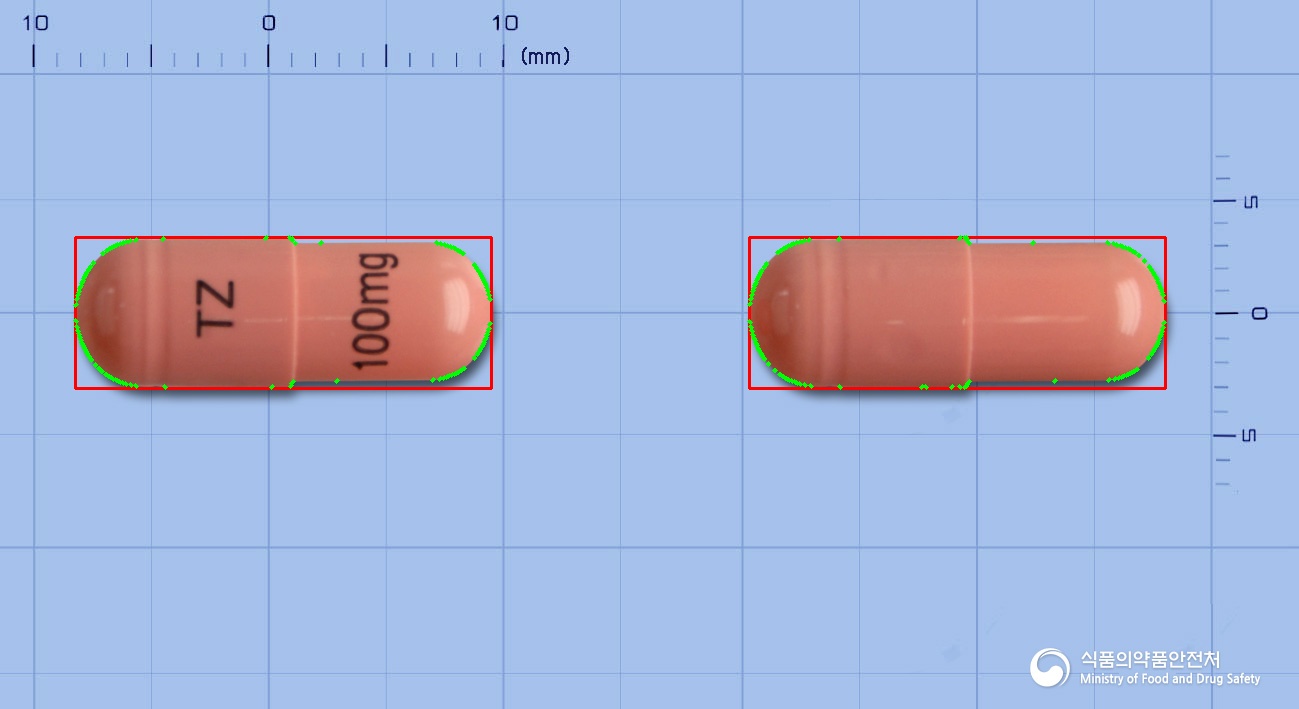 10 0 10 (mm)
5
0
5
TZ
100mg
식품의약품안전처
Ministry of Food and Drug Safety